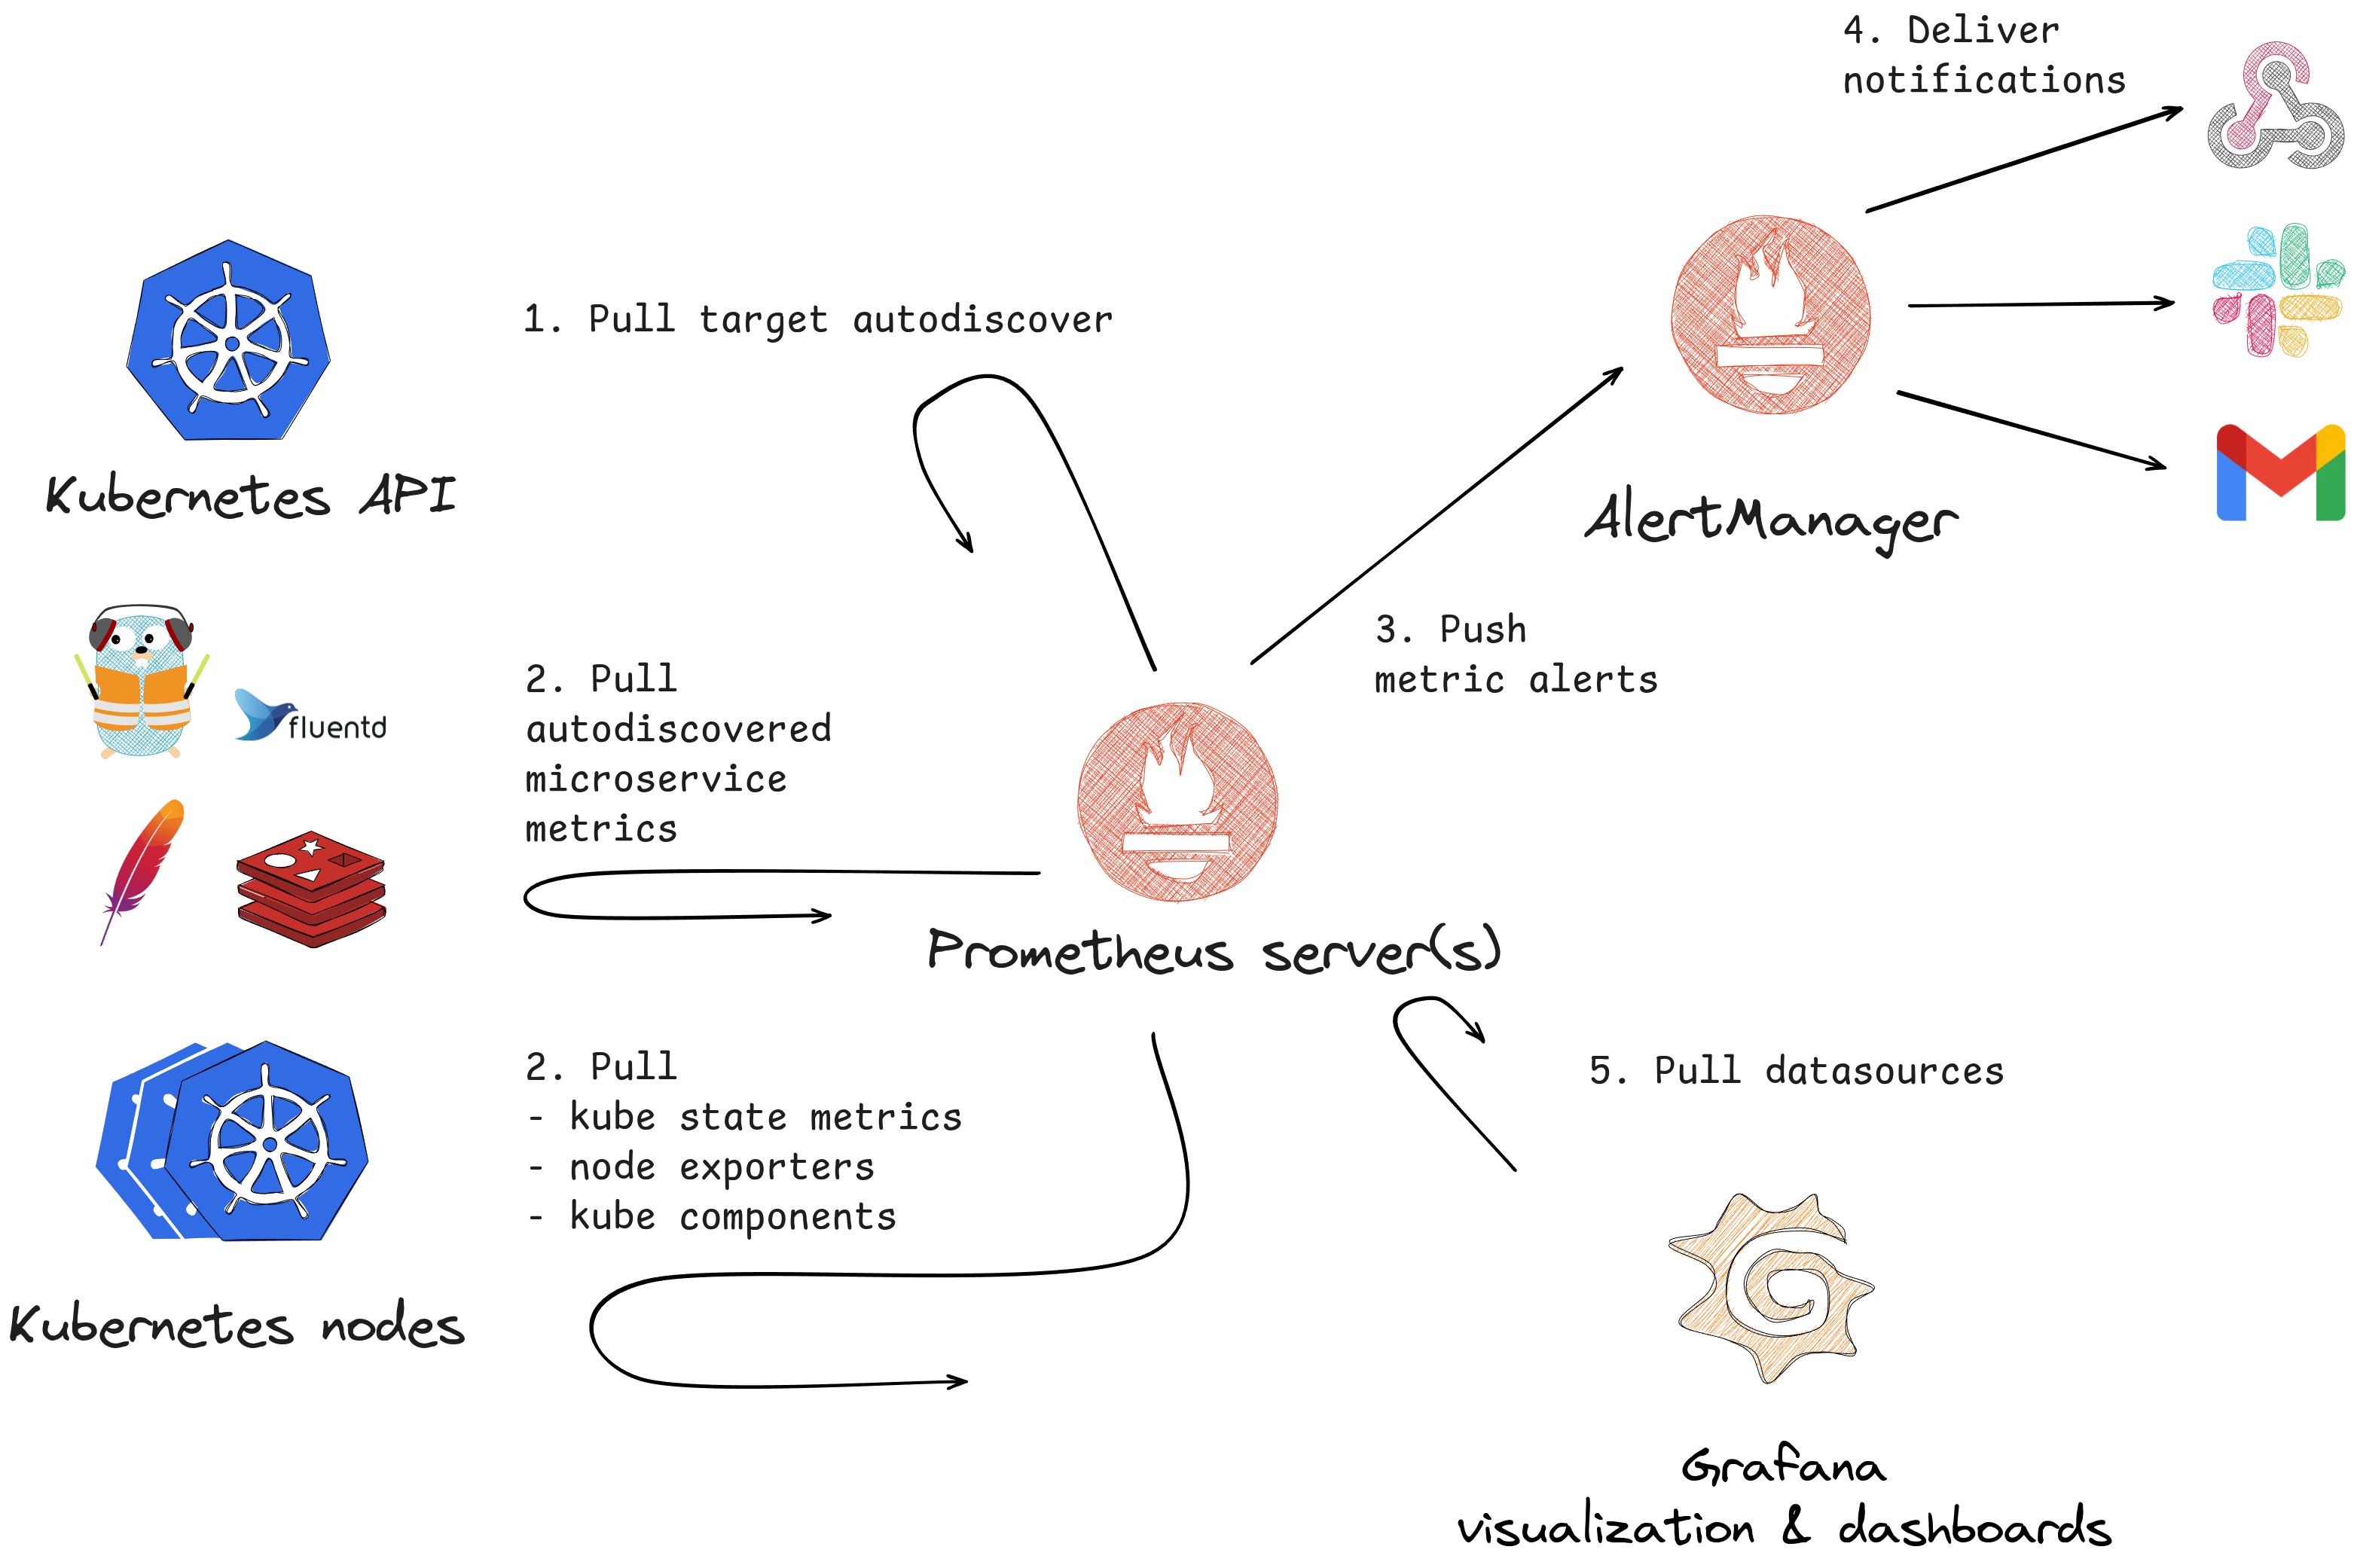 4. Deliver
notifications
1. Pull target autodiscover
Kubernetes API
AlertManager
3. Push
metric alerts
2. Pull
autodiscovered
microservice
metrics
fluentd
Prometheus server(s)
2. Pull
- kube state metrics
- node exporters
- kube components
5. Pull datasources
Kubernetes nodes
Grafana
visualization & dashboards